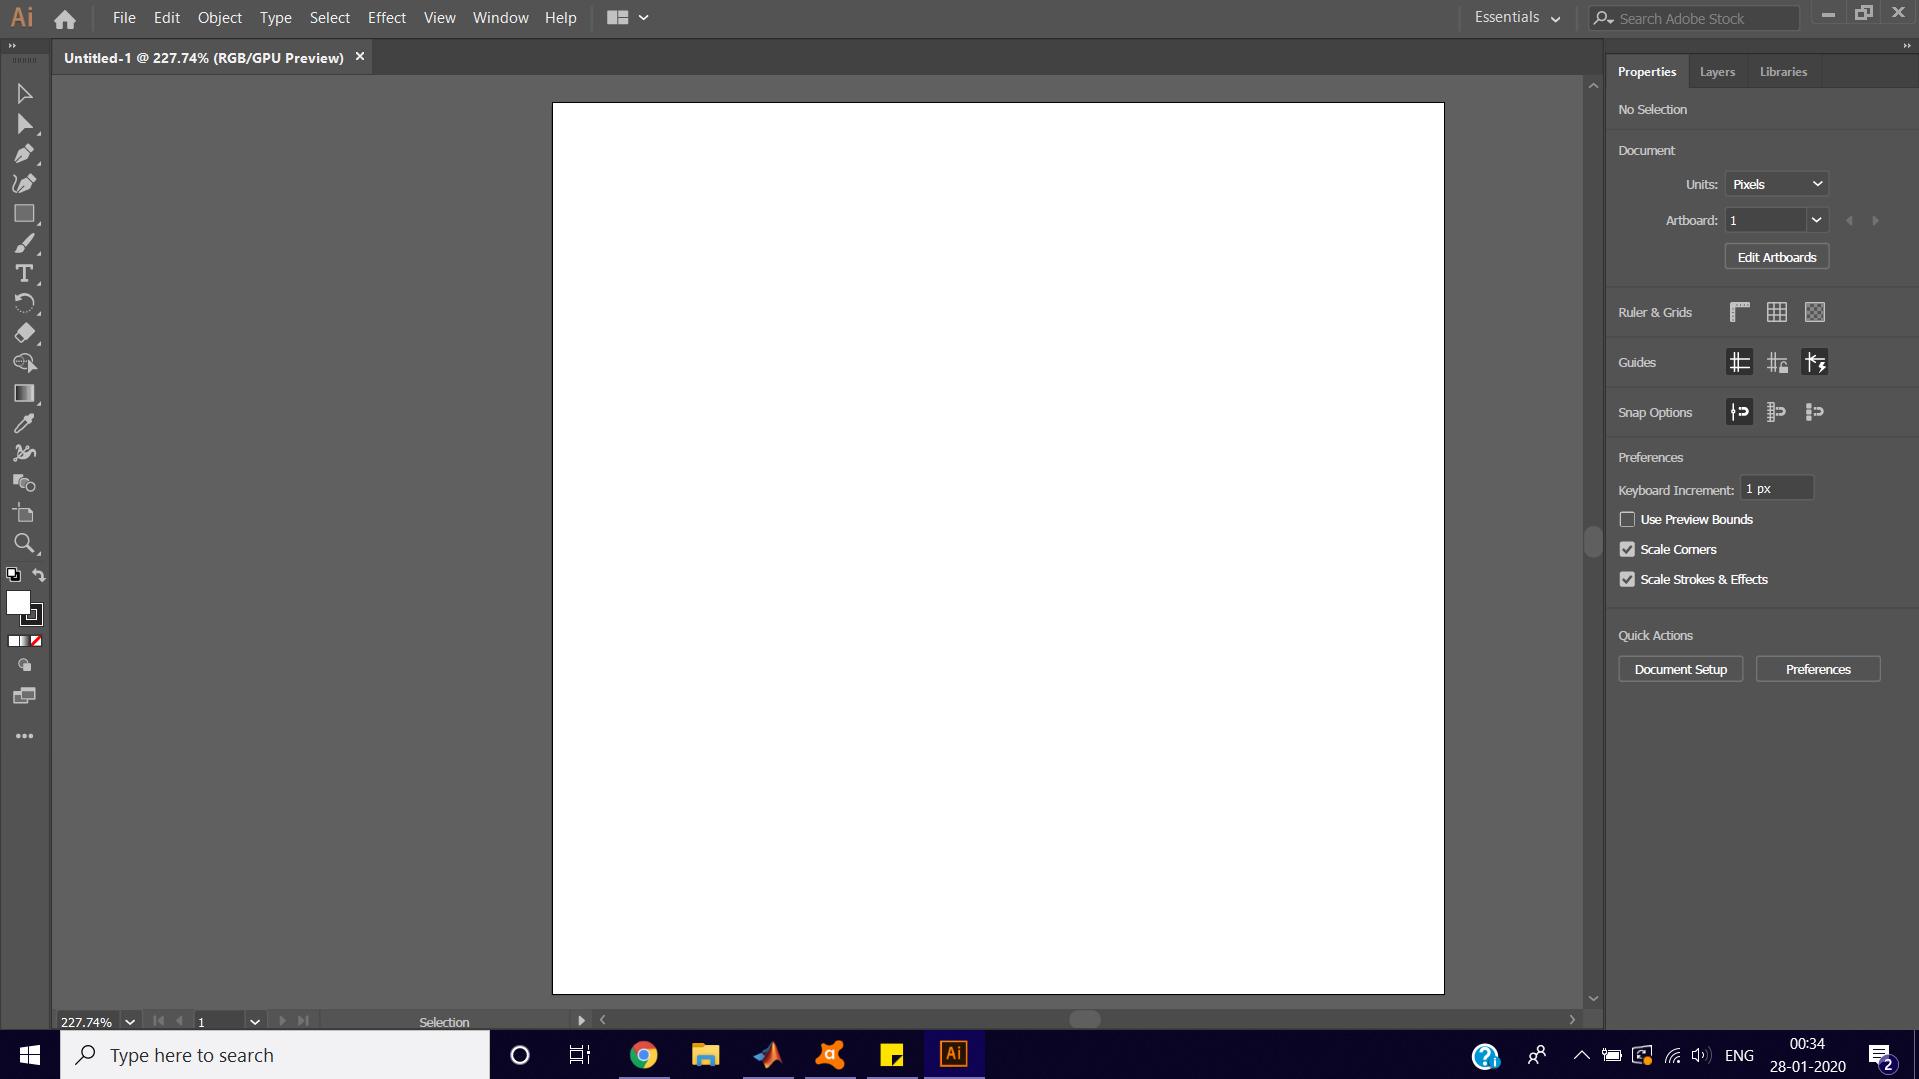 Ai File Edit Object Type Select Effect View Window Help Essentials Search Adobe Stock
Untitled-1 @ 227.74% (RGB/GPU Preview) ×
Properties Layers Libraries
No Selection
Document
Units: Pixels
Artboard: 1
Edit Artboards
Ruler & Grids
Guides
Snap Options
Preferences
Keyboard Increment: 1 px
Use Preview Bounds
Scale Corners
Scale Strokes & Effects
Quick Actions
Document Setup Preferences
T
227.74% 1 Selection
Type here to search
Ai
ENG
00:34
28-01-2020
2